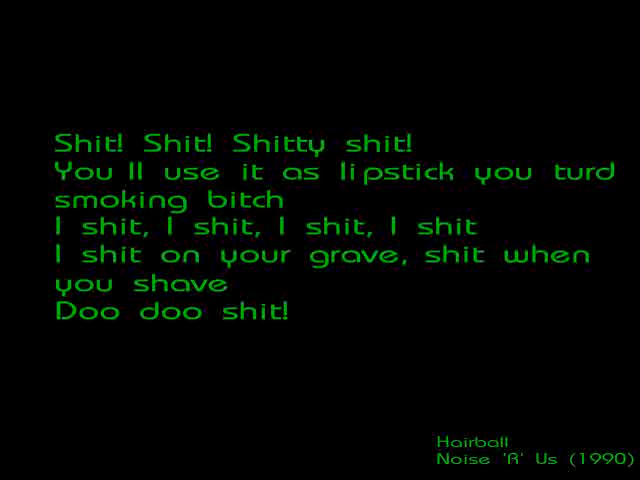 Shit! Shit! Shitty shit!
You ll use it as lipstick you turd
smoking bitch
I shit, I shit, I shit, I shit
I shit on your grave, shit when
you shave
Doo doo shit!
Hairball
Noise 'R' Us (1990)